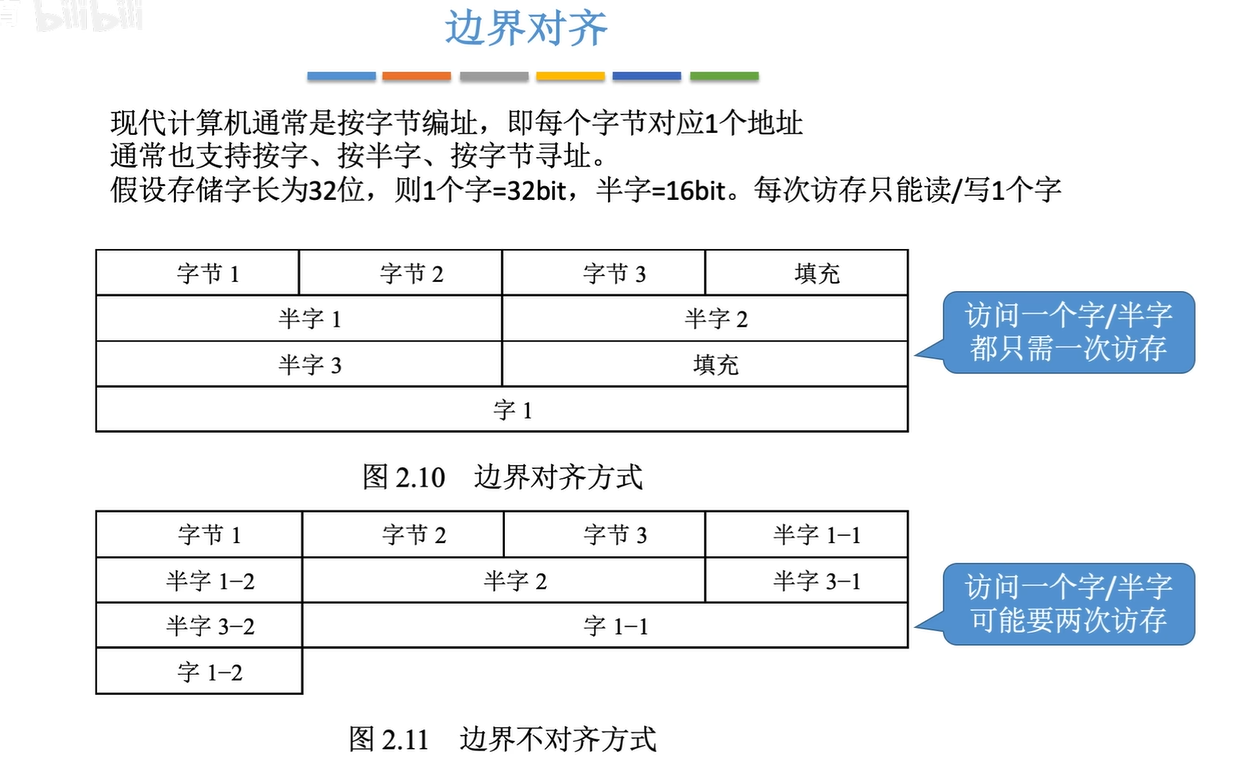 bilibili
边界对齐
现代计算机通常是按字节编址，即每个字节对应1个地址
通常也支持按字、按半字、按字节寻址。
假设存储字长为32位，则1个字=32bit，半字=16bit。每次访存只能读/写1个字
字节 1 字节 2 字节 3 填充
半字 1 半字 2
半字 3 填充
字 1
访问一个字/半字
都只需一次访存
图 2.10 边界对齐方式
字节 1 字节 2 字节 3 半字 1−1
半字 1−2 半字 2 半字 3−1
半字 3−2 字 1−1
字 1−2
访问一个字/半字
可能要两次访存
图 2.11 边界不对齐方式